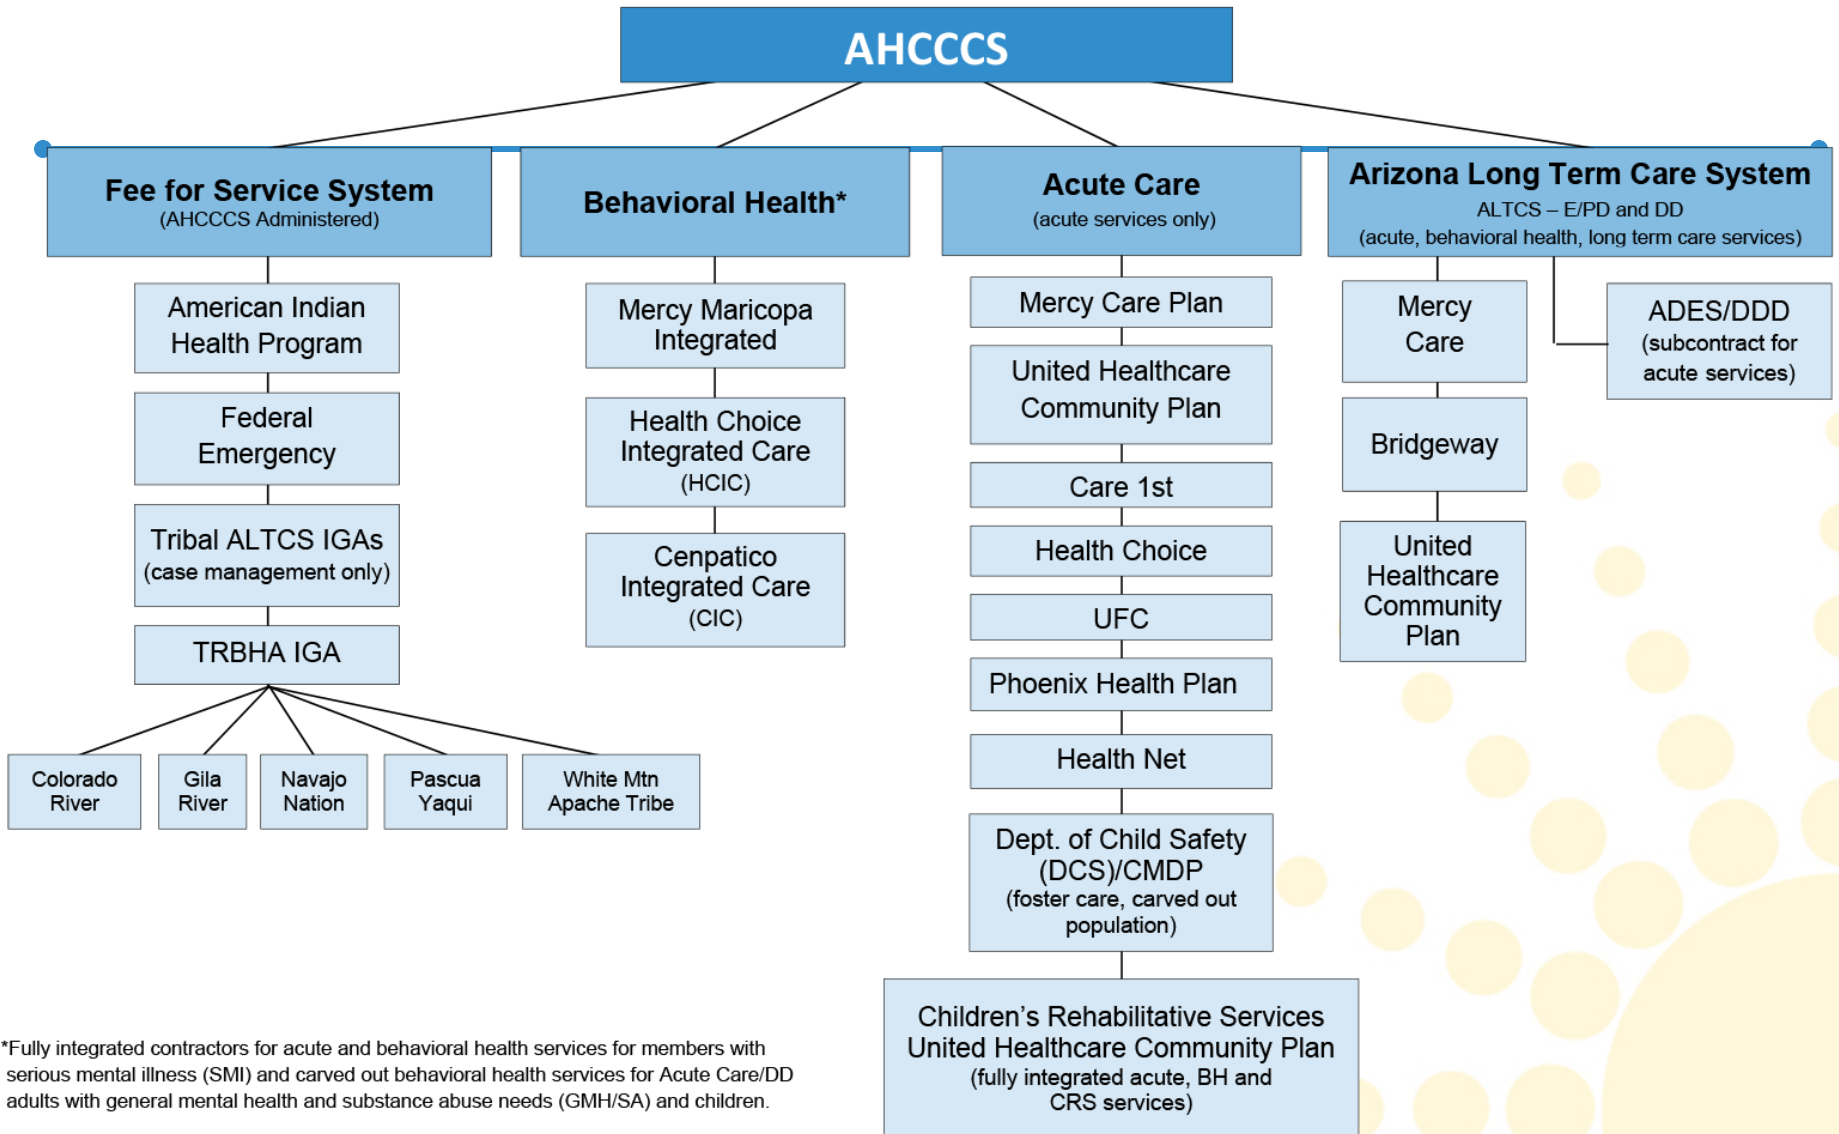 AHCCCS
Fee for Service System
(AHCCCS Administered)
American Indian
Health Program
Federal
Emergency
Tribal ALTCS IGAs
(case management only)
TRBHA IGA
Colorado
River
Gila
River
Navajo
Nation
Pascua
Yaqui
White Mtn
Apache Tribe
Behavioral Health*
Mercy Maricopa
Integrated
Health Choice
Integrated Care
(HCIC)
Cenpatico
Integrated Care
(CIC)
Acute Care
(acute services only)
Mercy Care Plan
United Healthcare
Community Plan
Care 1st
Health Choice
UFC
Phoenix Health Plan
Health Net
Dept. of Child Safety
(DCS)/CMDP
(foster care, carved out
population)
Children's Rehabilitative Services
United Healthcare Community Plan
(fully integrated acute, BH and
CRS services)
Arizona Long Term Care System
ALTCS – E/PD and DD
(acute, behavioral health, long term care services)
Mercy
Care
Bridgeway
United
Healthcare
Community
Plan
ADES/DDD
(subcontract for
acute services)
*Fully integrated contractors for acute and behavioral health services for members with
serious mental illness (SMI) and carved out behavioral health services for Acute Care/DD
adults with general mental health and substance abuse needs (GMH/SA) and children.